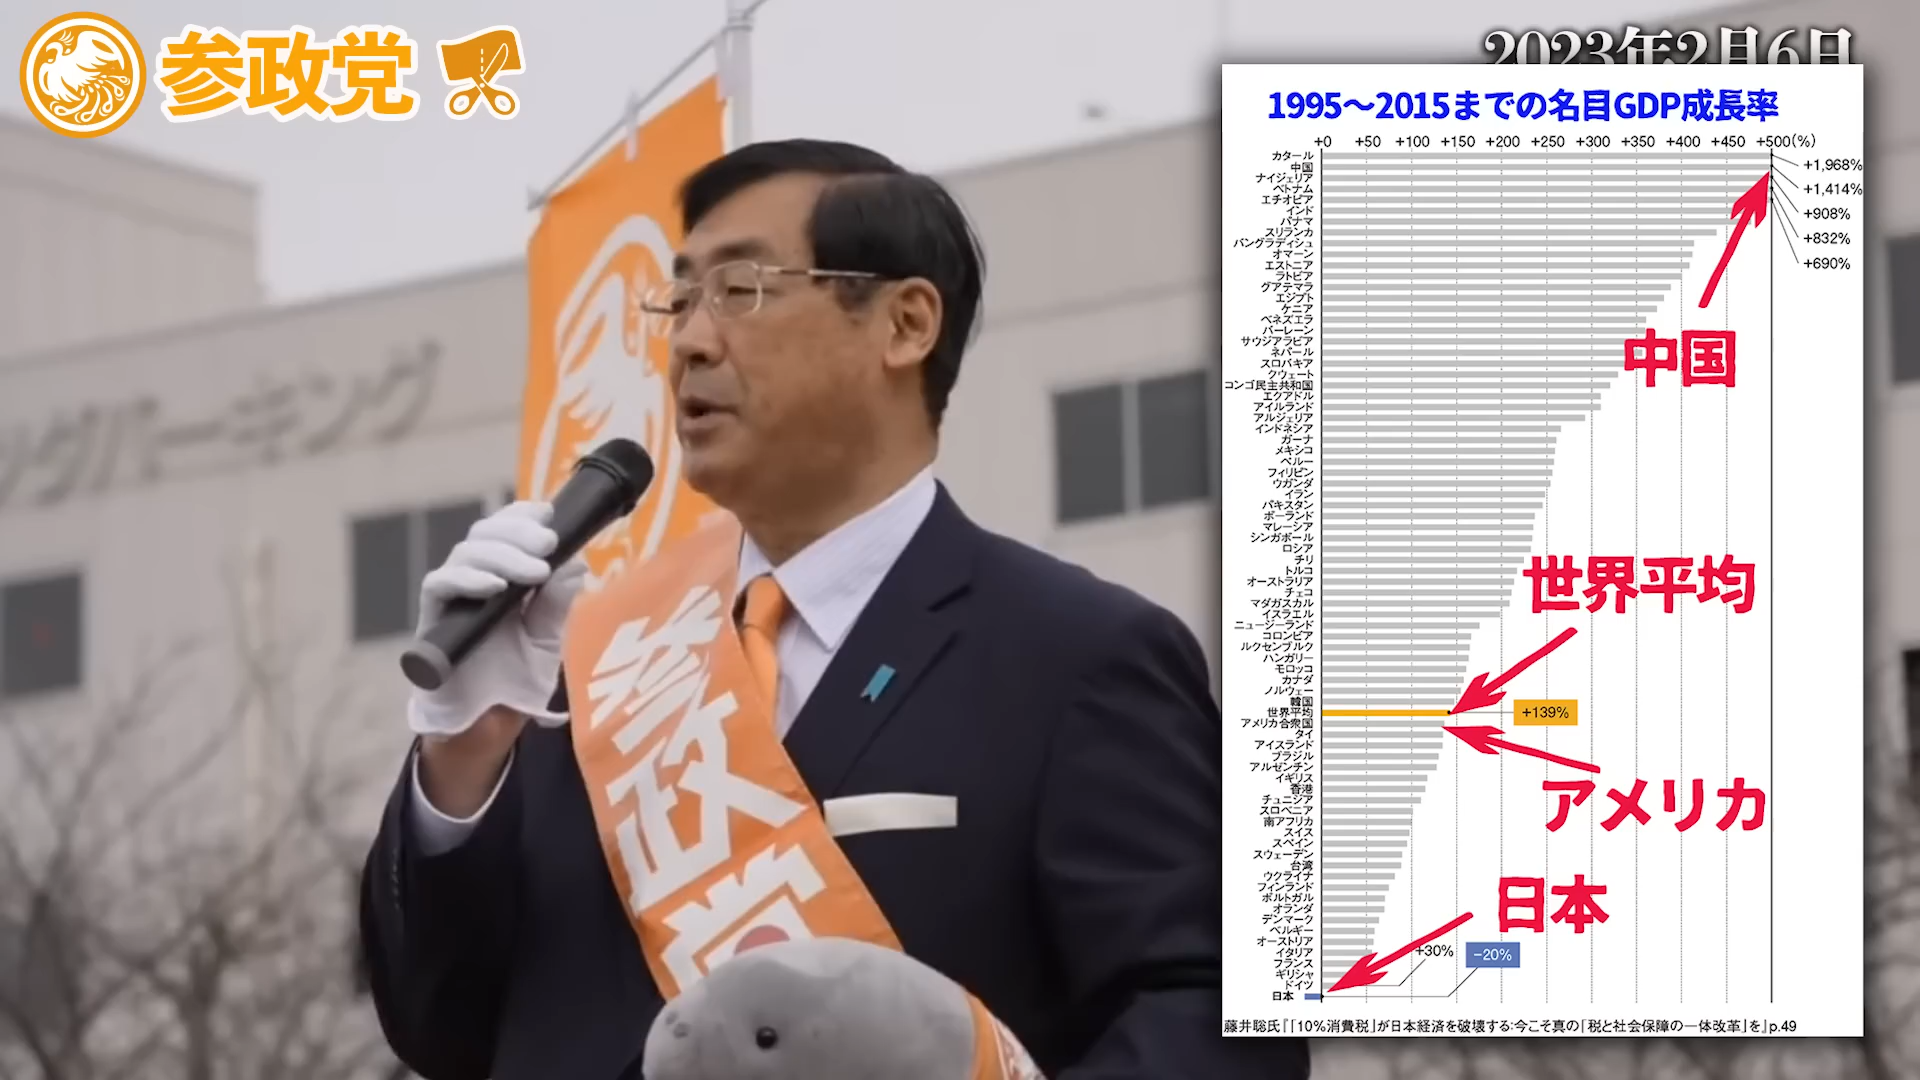 参政党
2023年2月6日
ッグパーキング
参政党
1995〜2015までの名目GDP成長率
+0 +50 +100 +150 +200 +250 +300 +350 +400 +450 +500(%)
カタール
中国
ナイジェリア
ベトナム
エチオピア
インド
パナマ
スリランカ
バングラディシュ
オマーン
エストニア
ラトビア
グアテマラ
エジプト
ケニア
ベネズエラ
バーレーン
サウジアラビア
ネパール
スロバキア
クウェート
コンゴ民主共和国
エクアドル
アイルランド
アルジェリア
インドネシア
ガーナ
メキシコ
ペルー
フィリピン
ウガンダ
イラン
パキスタン
ポーランド
マレーシア
シンガポール
ロシア
チリ
トルコ
オーストラリア
チェコ
マダガスカル
イスラエル
ニュージーランド
コロンビア
ルクセンブルク
ハンガリー
モロッコ
カナダ
ノルウェー
韓国
世界平均
アメリカ合衆国
タイ
アイスランド
ブラジル
アルゼンチン
イギリス
香港
チュニジア
スロベニア
南アフリカ
スイス
スペイン
スウェーデン
台湾
ウクライナ
フィンランド
ポルトガル
オランダ
デンマーク
ベルギー
オーストリア
イタリア
フランス
ギリシャ
ドイツ
日本
+1,968%
+1,414%
+908%
+832%
+690%
中国
世界平均
+139%
アメリカ
日本
+30%
−20%
藤井聡氏『「10%消費税」が日本経済を破壊する:今こそ真の「税と社会保障の一体改革」を』p.49